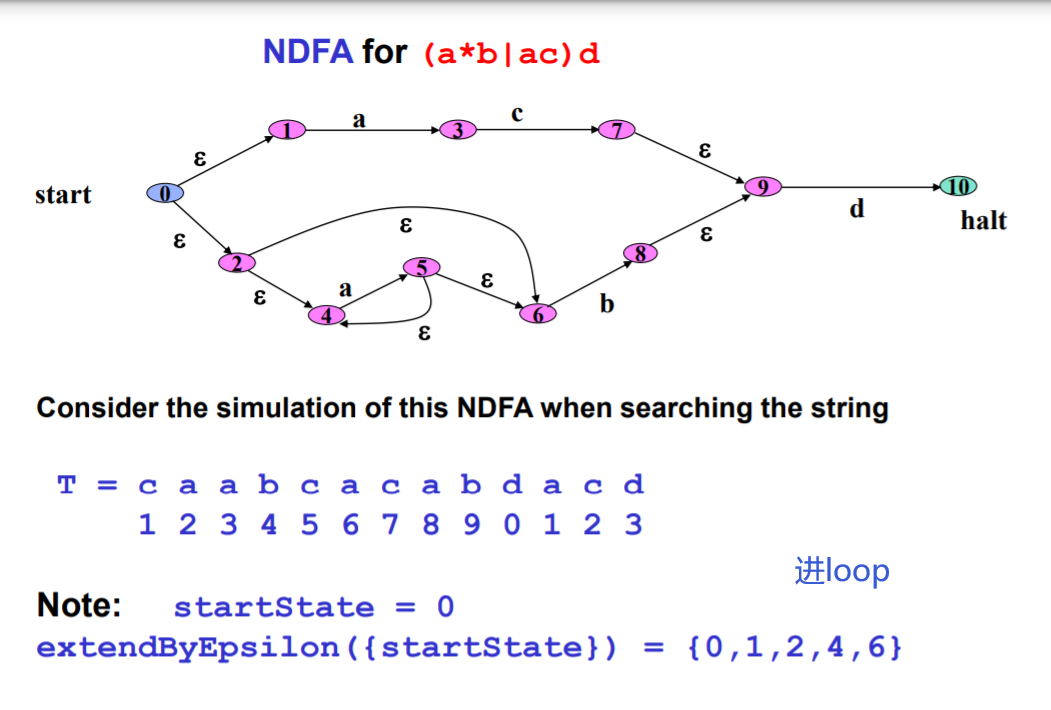 NDFA for (a*b|ac)d
1 a 3 c 7
ε ε
start 0 9 d 10 halt
ε ε ε
2 5 8
ε a ε b
4 6
ε
Consider the simulation of this NDFA when searching the string
T = c a a b c a c a b d a c d
1 2 3 4 5 6 7 8 9 0 1 2 3
进loop
Note: startState = 0
extendByEpsilon({startState}) = {0,1,2,4,6}